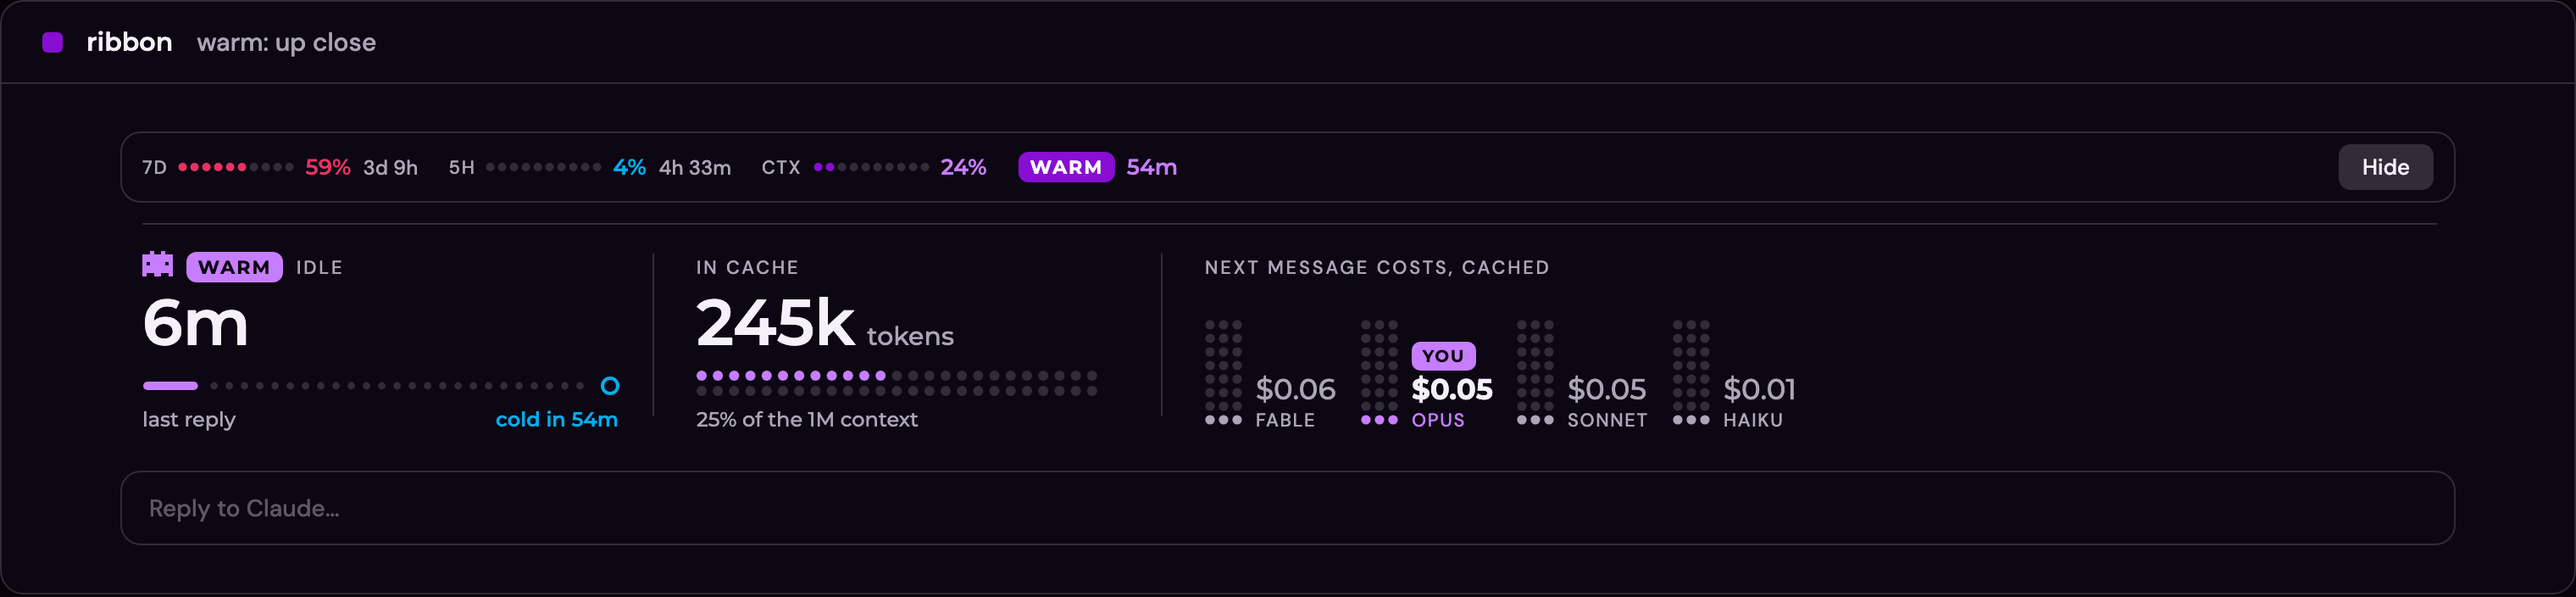 ribbon warm: up close
7D 59% 3d 9h 5H 4% 4h 33m CTX 24% WARM 54m Hide
WARM IDLE
6m
last reply cold in 54m
IN CACHE
245k tokens
25% of the 1M context
NEXT MESSAGE COSTS, CACHED
$0.06
FABLE
YOU
$0.05
OPUS
$0.05
SONNET
$0.01
HAIKU
Reply to Claude...